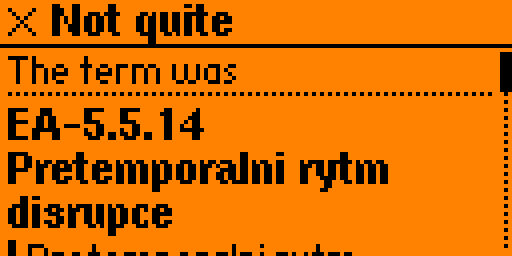 Not quite
The term was
EA-5.5.14
Pretemporalni rytm
disrupce